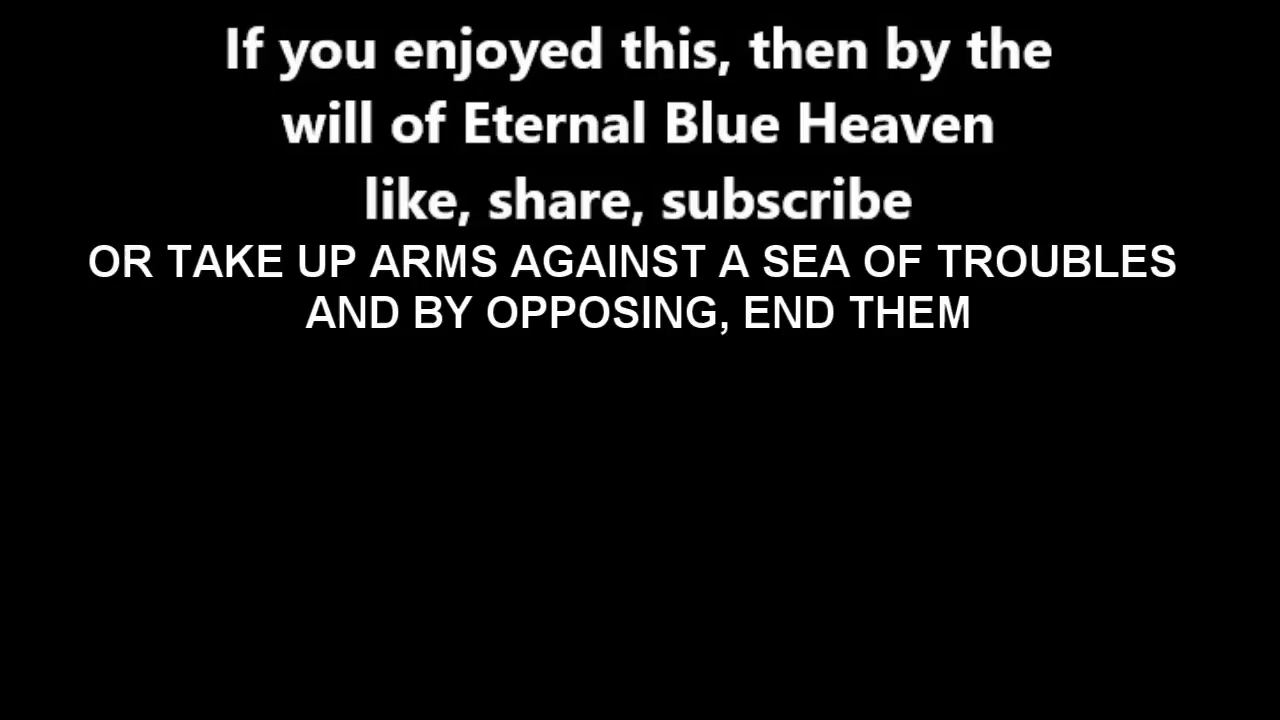 If you enjoyed this, then by the
will of Eternal Blue Heaven
like, share, subscribe
OR TAKE UP ARMS AGAINST A SEA OF TROUBLES
AND BY OPPOSING, END THEM